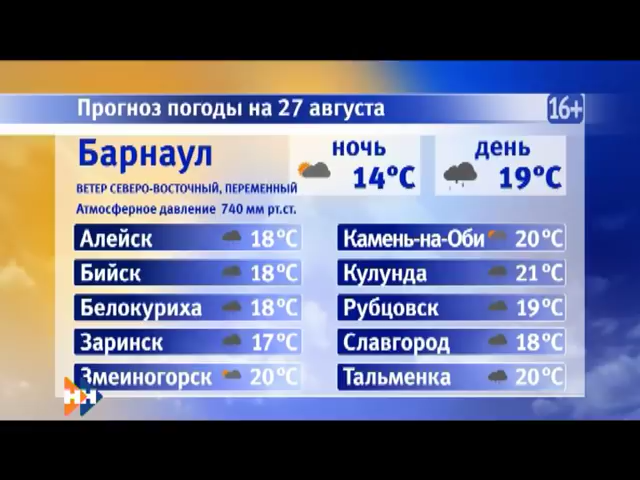 Прогноз погоды на 27 августа 16+
Барнаул
ночь
14°C
день
19°C
ВЕТЕР СЕВЕРО-ВОСТОЧНЫЙ, ПЕРЕМЕННЫЙ
Атмосферное давление 740 мм рт.ст.
Алейск 18°C
Бийск 18°C
Белокуриха 18°C
Заринск 17°C
Змеиногорск 20°C
Камень-на-Оби 20°C
Кулунда 21°C
Рубцовск 19°C
Славгород 18°C
Тальменка 20°C
НН